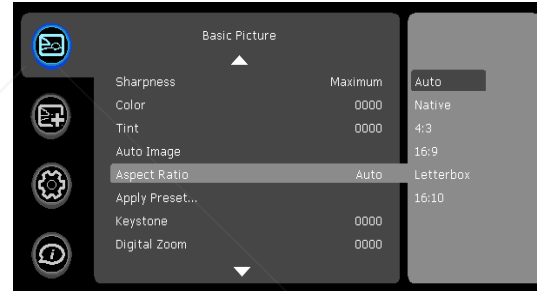 Basic Picture
Sharpness Maximum
Color 0000
Tint 0000
Auto Image
Aspect Ratio Auto
Apply Preset...
Keystone 0000
Digital Zoom 0000
Auto
Native
4:3
16:9
Letterbox
16:10